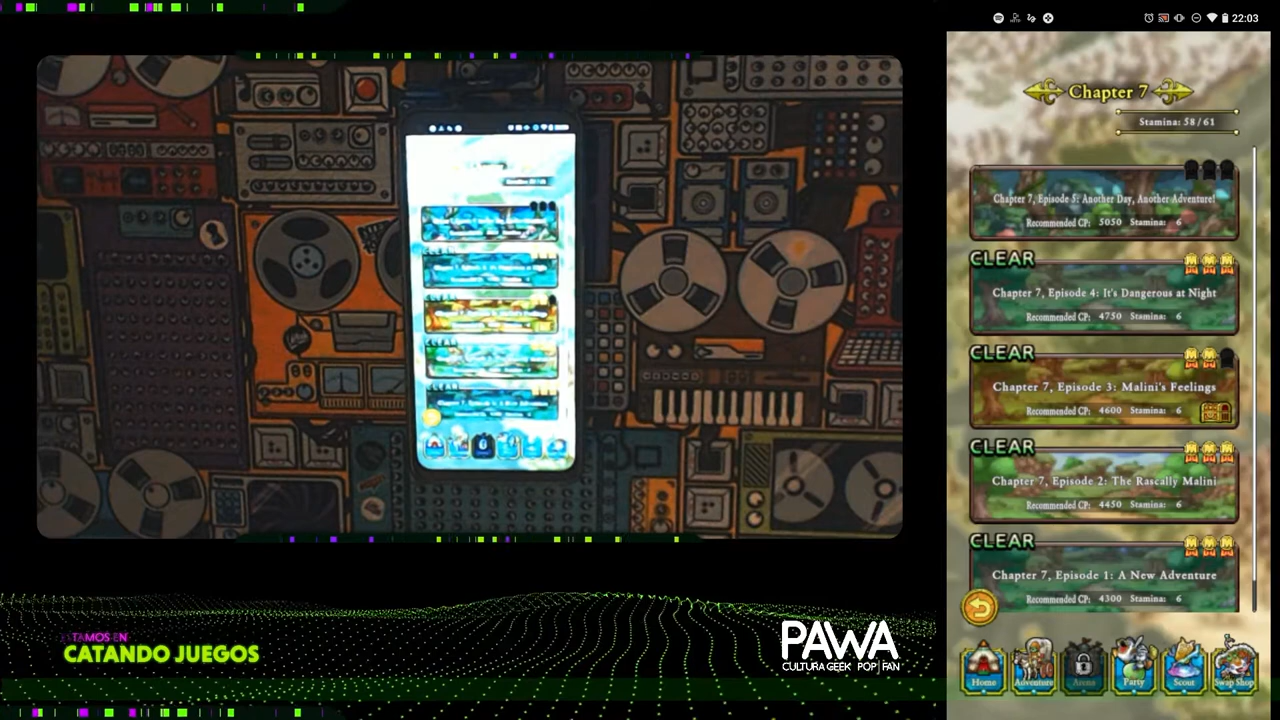 22:03
Chapter 7
Stamina: 58/61
Chapter 7, Episode 5: Another Day, Another Adventure!
Recommended CP: 5050 Stamina: 6
CLEAR
Chapter 7, Episode 4: It's Dangerous at Night
Recommended CP: 4750 Stamina: 6
CLEAR
Chapter 7, Episode 3: Malini's Feelings
Recommended CP: 4600 Stamina: 6
CLEAR
Chapter 7, Episode 2: The Rascally Malini
Recommended CP: 4450 Stamina: 6
CLEAR
Chapter 7, Episode 1: A New Adventure
Recommended CP: 4300 Stamina: 6
Home Adventure Arena Party Scout Swap Shop
ESTAMOS EN
CATANDO JUEGOS
PAWA
CULTURA GEEK POP|FAN